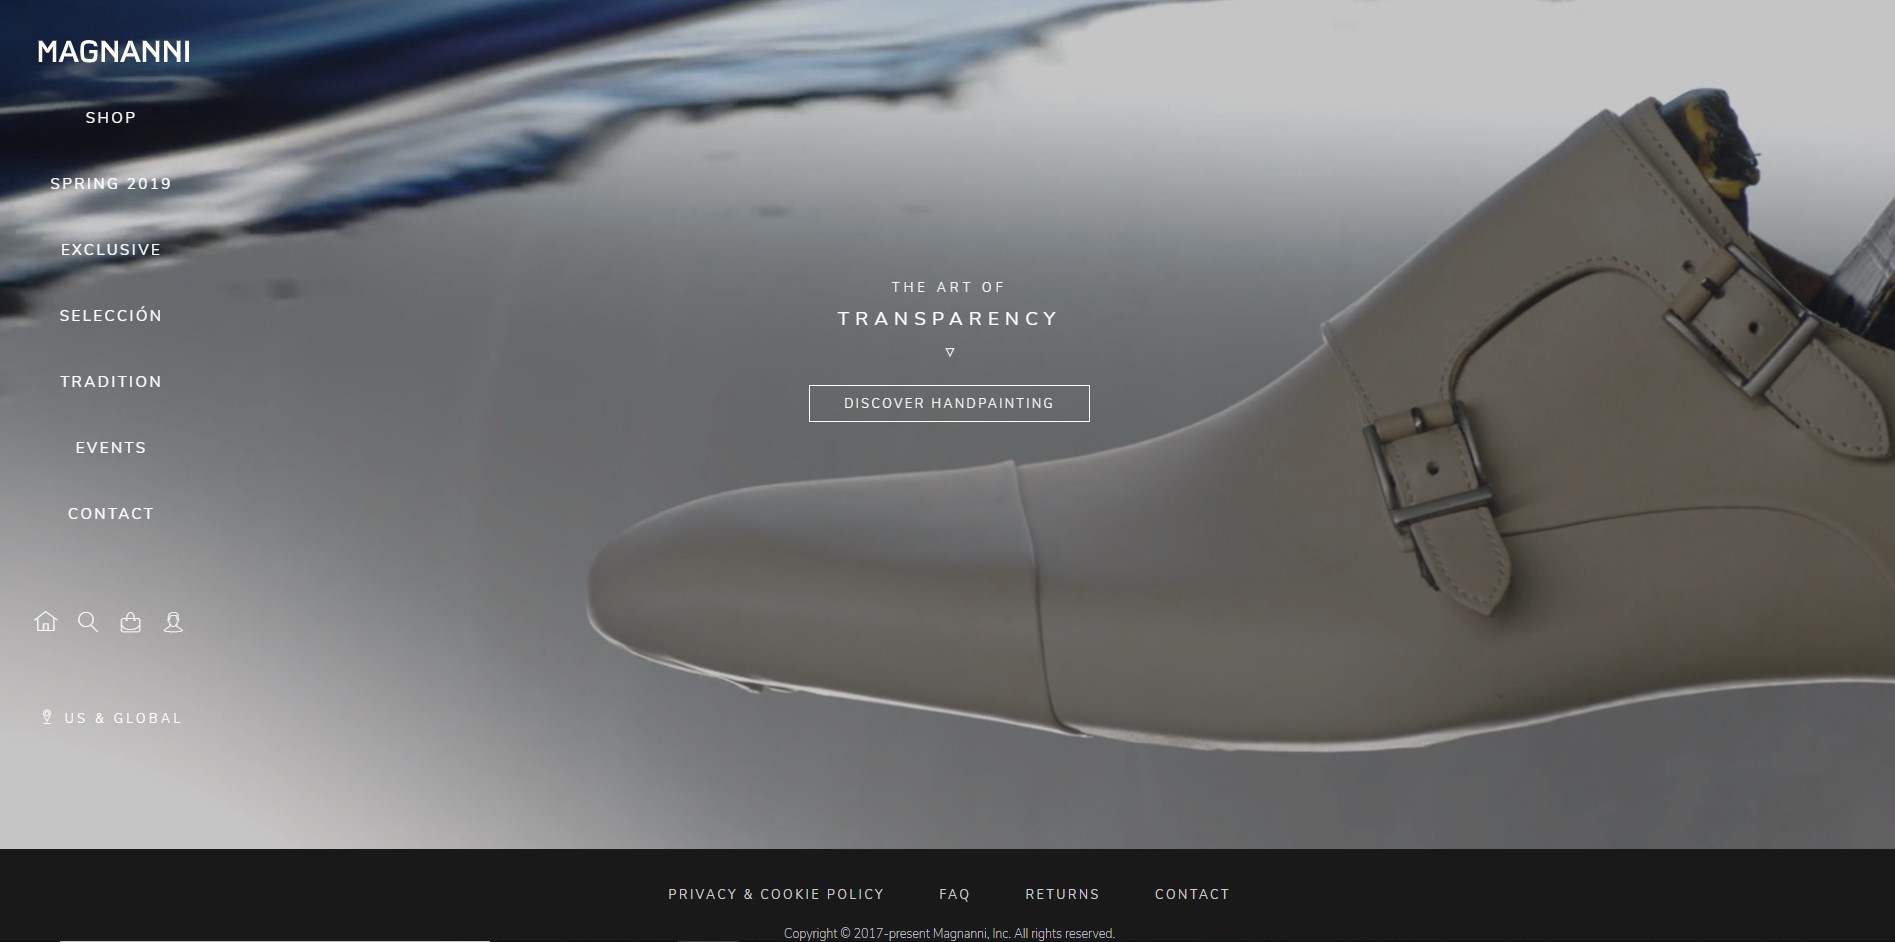 MAGNANNI
SHOP
SPRING 2019
EXCLUSIVE
SELECCIÓN
TRADITION
EVENTS
CONTACT
US & GLOBAL
THE ART OF
TRANSPARENCY
DISCOVER HANDPAINTING
PRIVACY & COOKIE POLICY FAQ RETURNS CONTACT
Copyright © 2017-present Magnanni, Inc. All rights reserved.